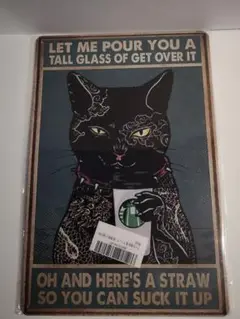 LET ME POUR YOU A
TALL GLASS OF GET OVER IT
OH AND HERE'S A STRAW
SO YOU CAN SUCK IT UP